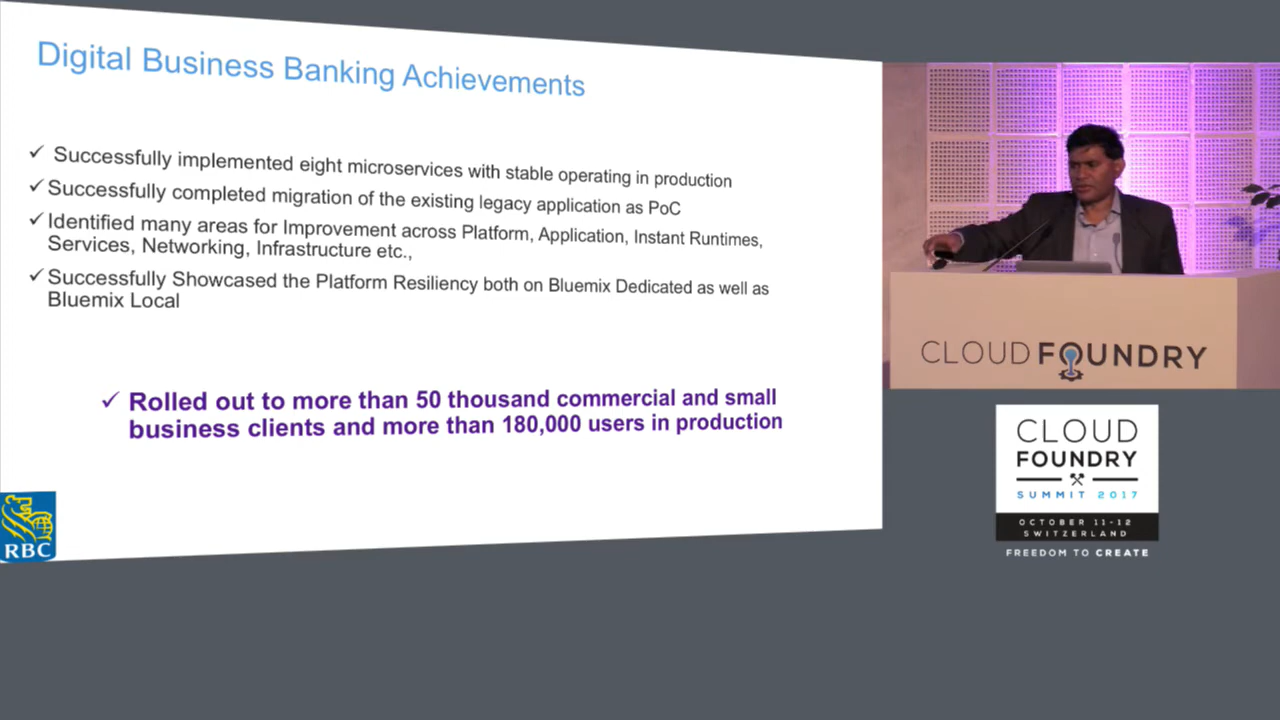 Digital Business Banking Achievements
✓ Successfully implemented eight microservices with stable operating in production
✓ Successfully completed migration of the existing legacy application as PoC
✓ Identified many areas for Improvement across Platform, Application, Instant Runtimes,
Services, Networking, Infrastructure etc.,
✓ Successfully Showcased the Platform Resiliency both on Bluemix Dedicated as well as
Bluemix Local
✓ Rolled out to more than 50 thousand commercial and small
business clients and more than 180,000 users in production
RBC
CLOUD FOUNDRY
CLOUD
FOUNDRY
SUMMIT 2017
OCTOBER 11-12
SWITZERLAND
FREEDOM TO CREATE